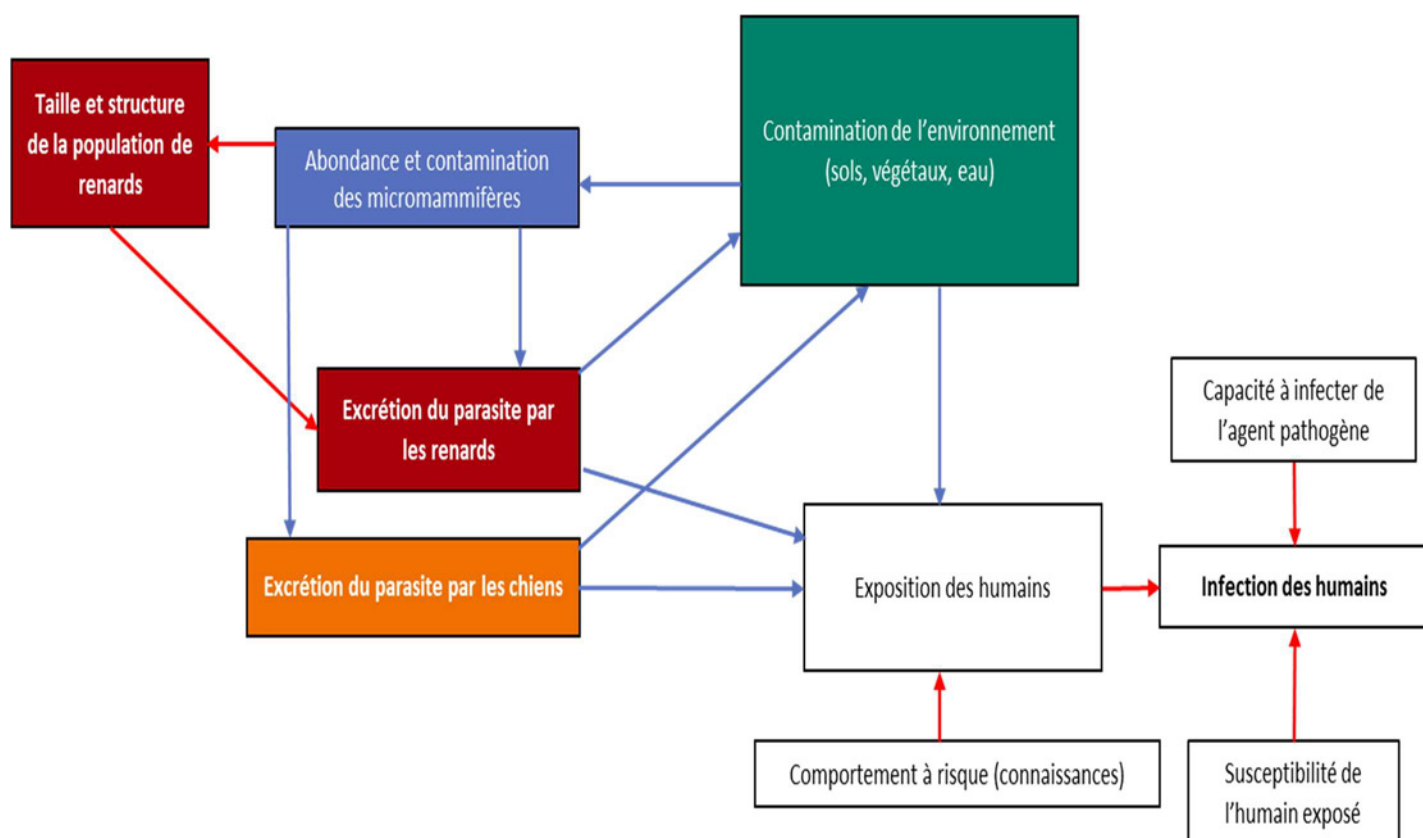 Taille et structure
de la population de
renards
Abondance et contamination
des micromammifères
Contamination de l'environnement
(sols, végétaux, eau)
Excrétion du parasite par
les renards
Capacité à infecter de
l'agent pathogène
Excrétion du parasite par les chiens
Exposition des humains
Infection des humains
Comportement à risque (connaissances)
Susceptibilité de
l'humain exposé